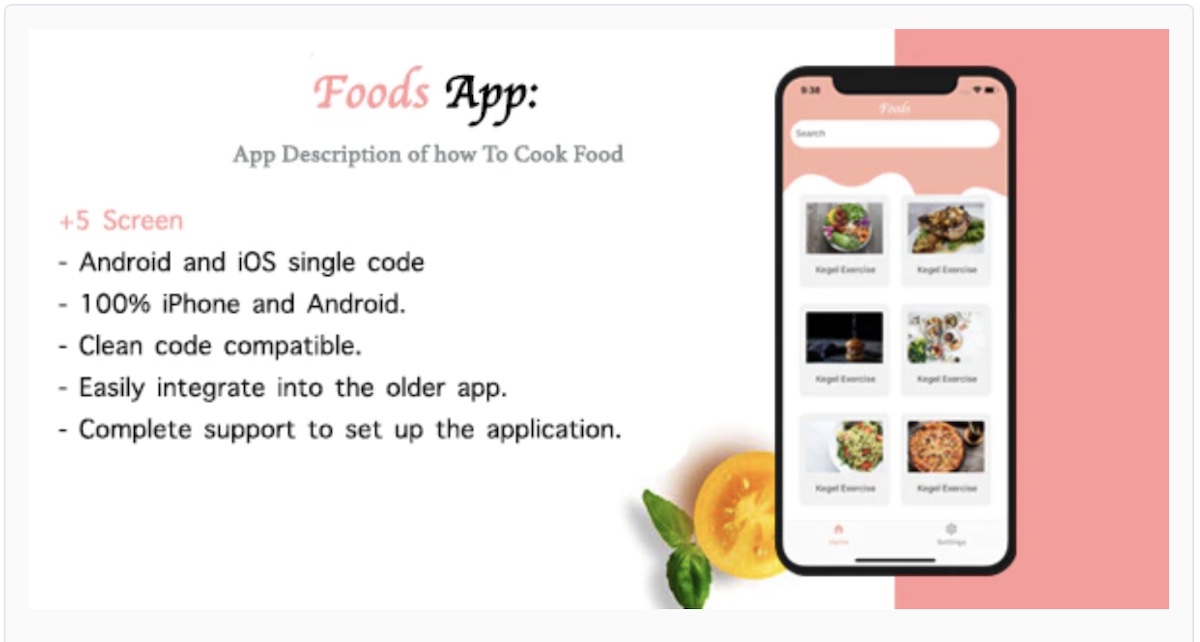 Foods App:
App Description of how To Cook Food
+5 Screen
- Android and iOS single code
- 100% iPhone and Android.
- Clean code compatible.
- Easily integrate into the older app.
- Complete support to set up the application.
9:38
Foods
Search
Kegel Exercise
Kegel Exercise
Kegel Exercise
Kegel Exercise
Kegel Exercise
Kegel Exercise
Home
Settings